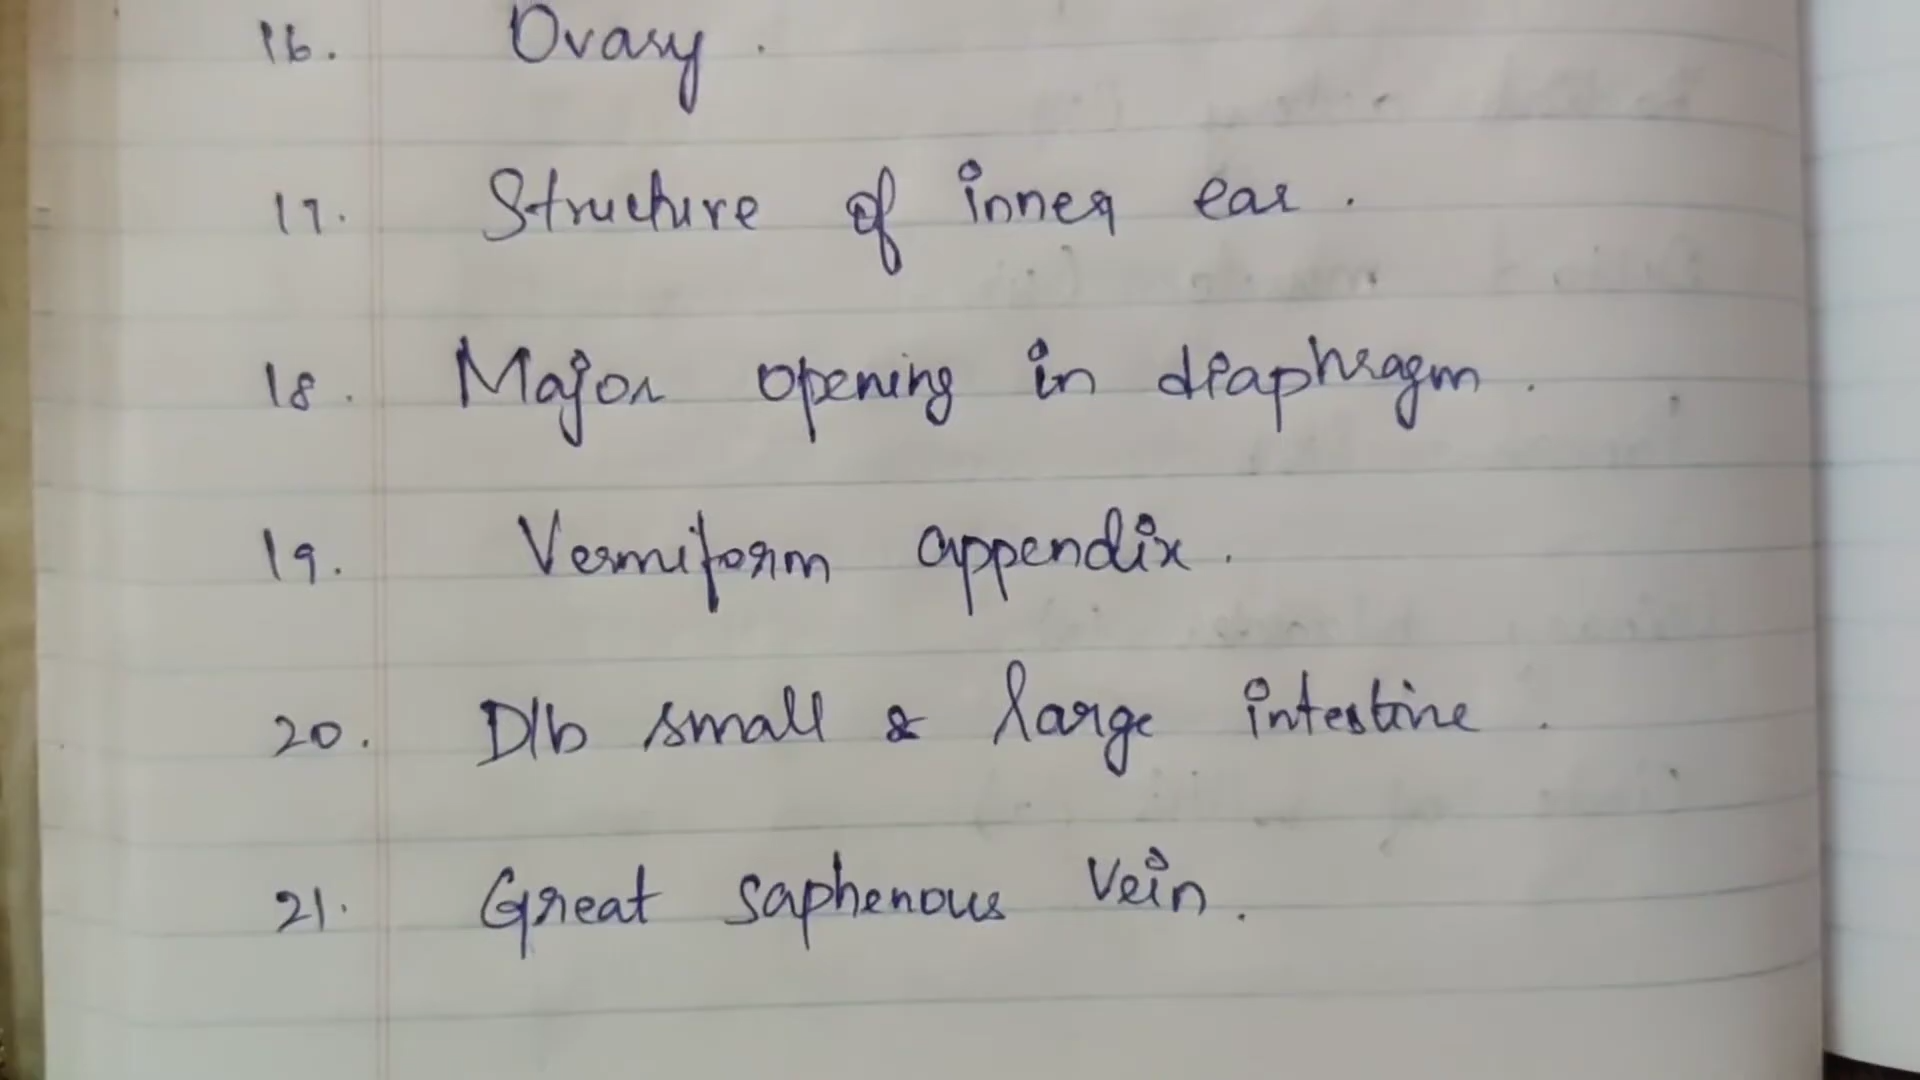 16. Ovary.
17. Structure of inner ear.
18. Major opening in diaphragm.
19. Vermiform appendix.
20. D/b small & large intestine.
21. Great saphenous vein.